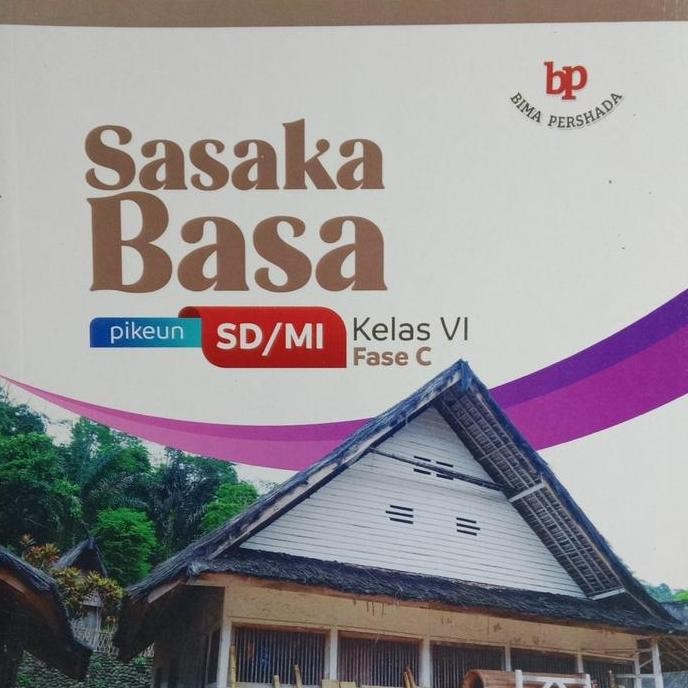 bp
BIMA PERSHADA
Sasaka
Basa
pikeun SD/MI Kelas VI
Fase C